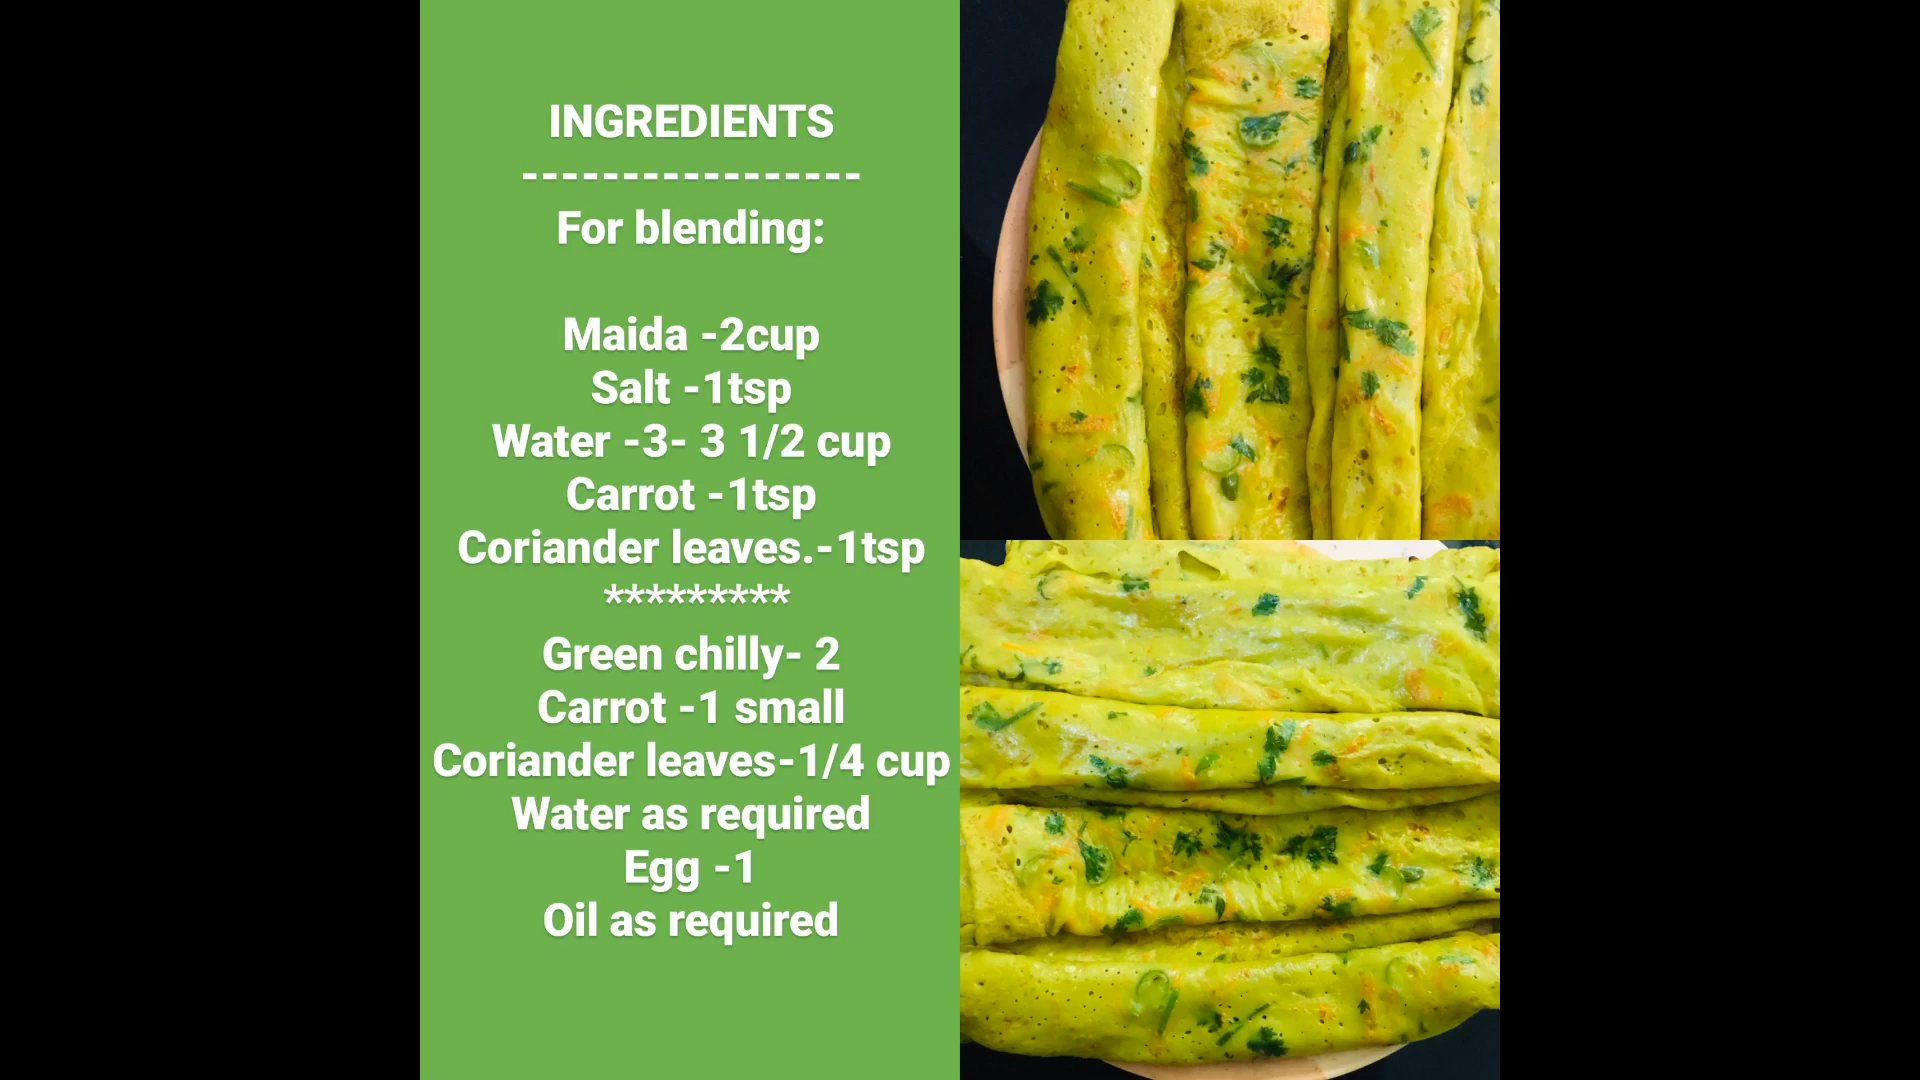 INGREDIENTS
-----------------
For blending:
Maida -2cup
Salt -1tsp
Water -3- 3 1/2 cup
Carrot -1tsp
Coriander leaves.-1tsp
*********
Green chilly- 2
Carrot -1 small
Coriander leaves-1/4 cup
Water as required
Egg -1
Oil as required